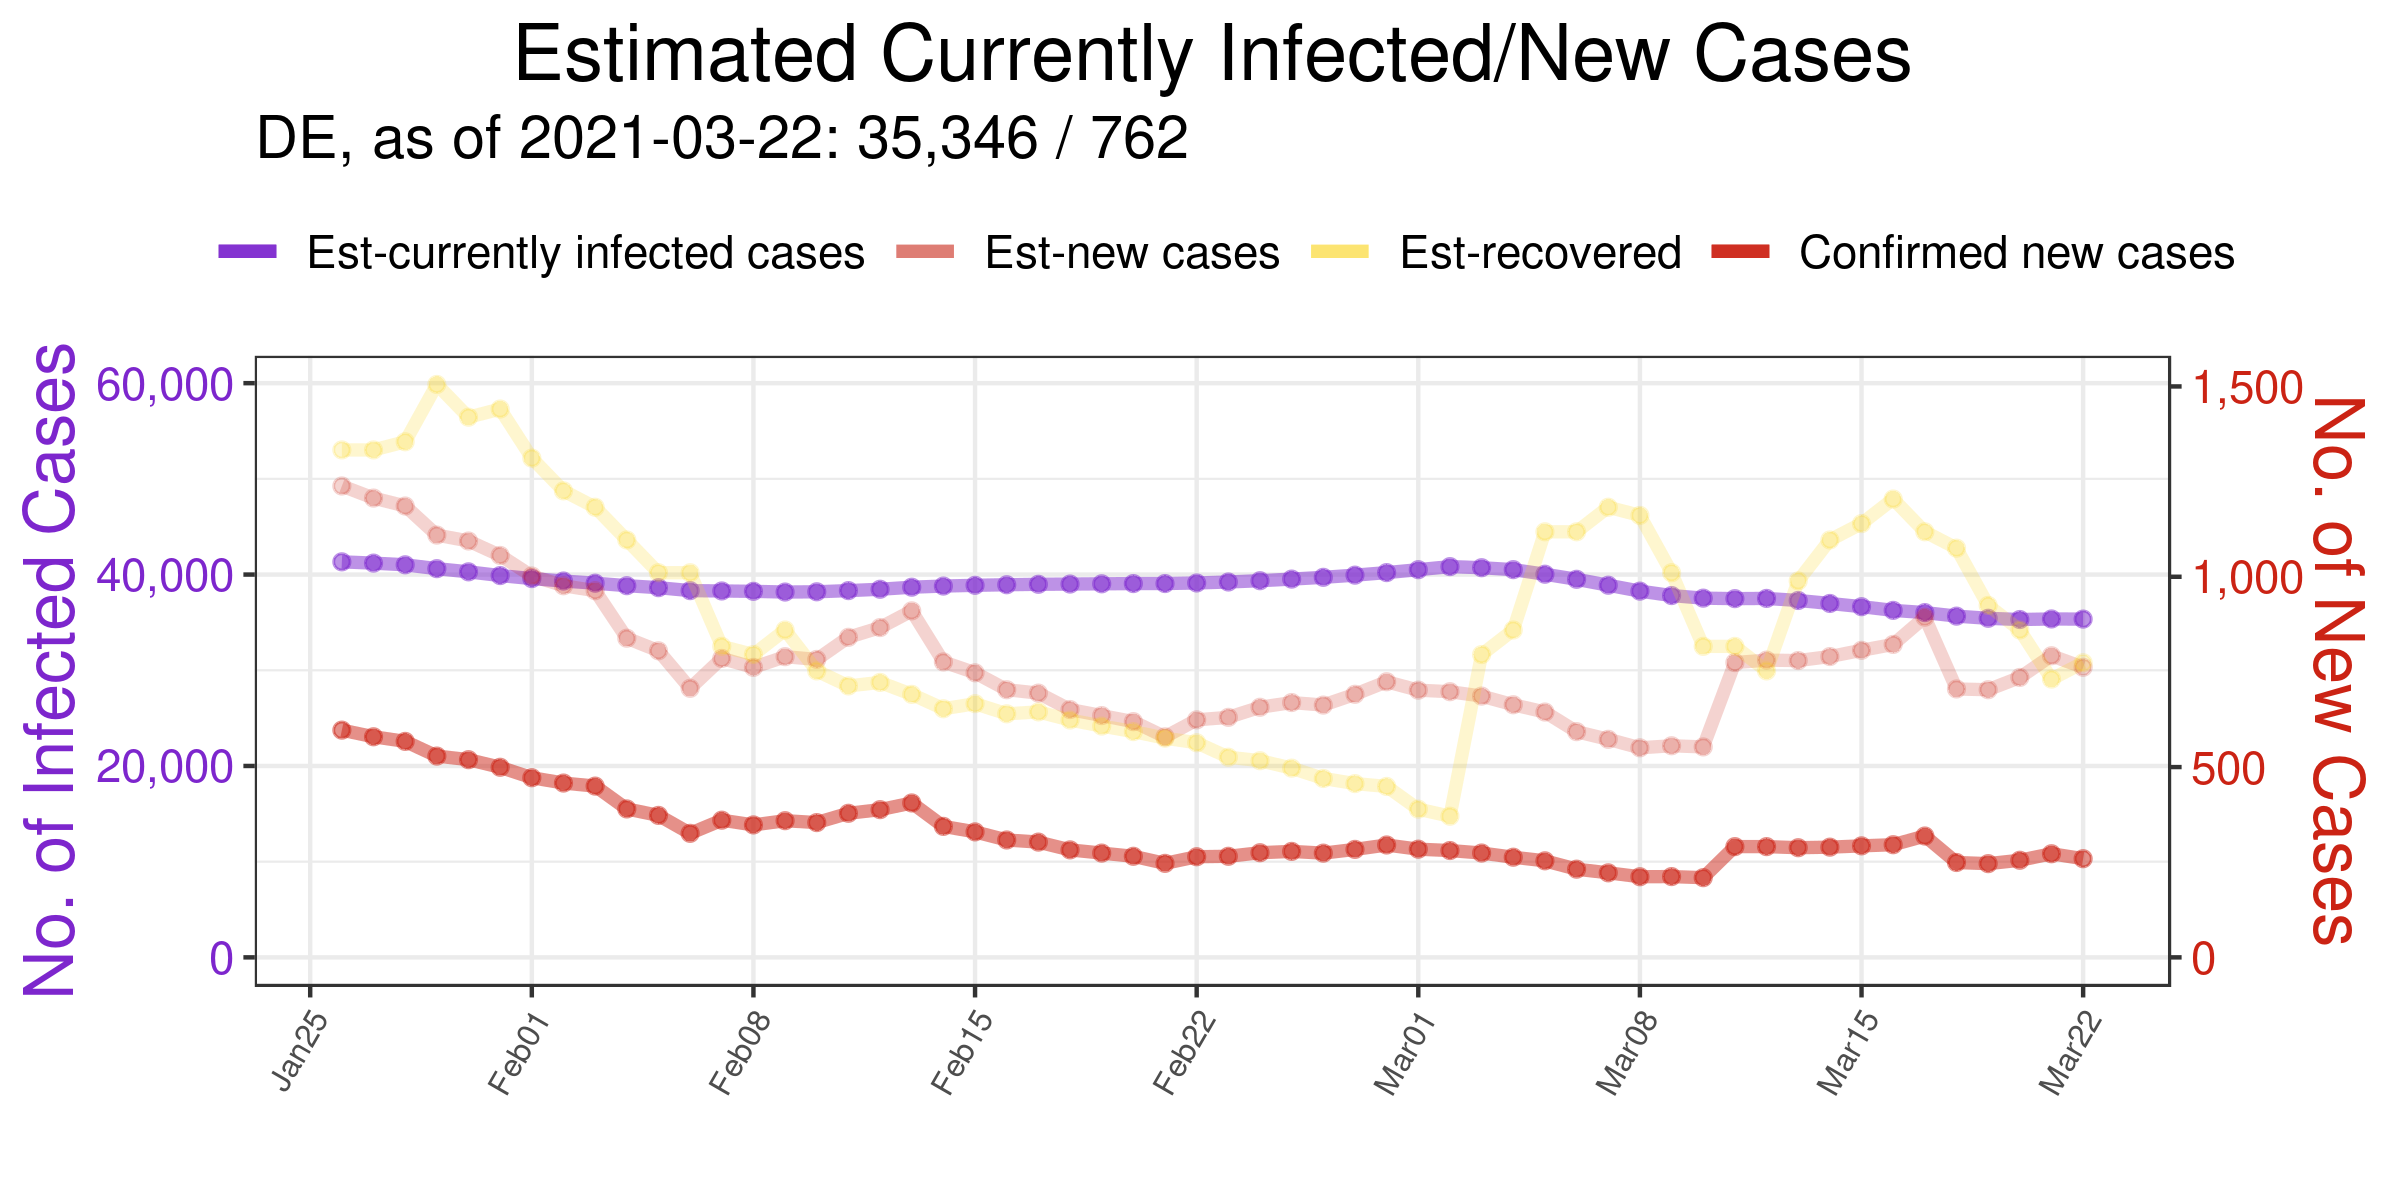 Estimated Currently Infected/New Cases
DE, as of 2021-03-22: 35,346 / 762
Est-currently infected cases Est-new cases Est-recovered Confirmed new cases
No. of Infected Cases
60,000
40,000
20,000
0
1,500
1,000
500
0
No. of New Cases
Jan25 Feb01 Feb08 Feb15 Feb22 Mar01 Mar08 Mar15 Mar22